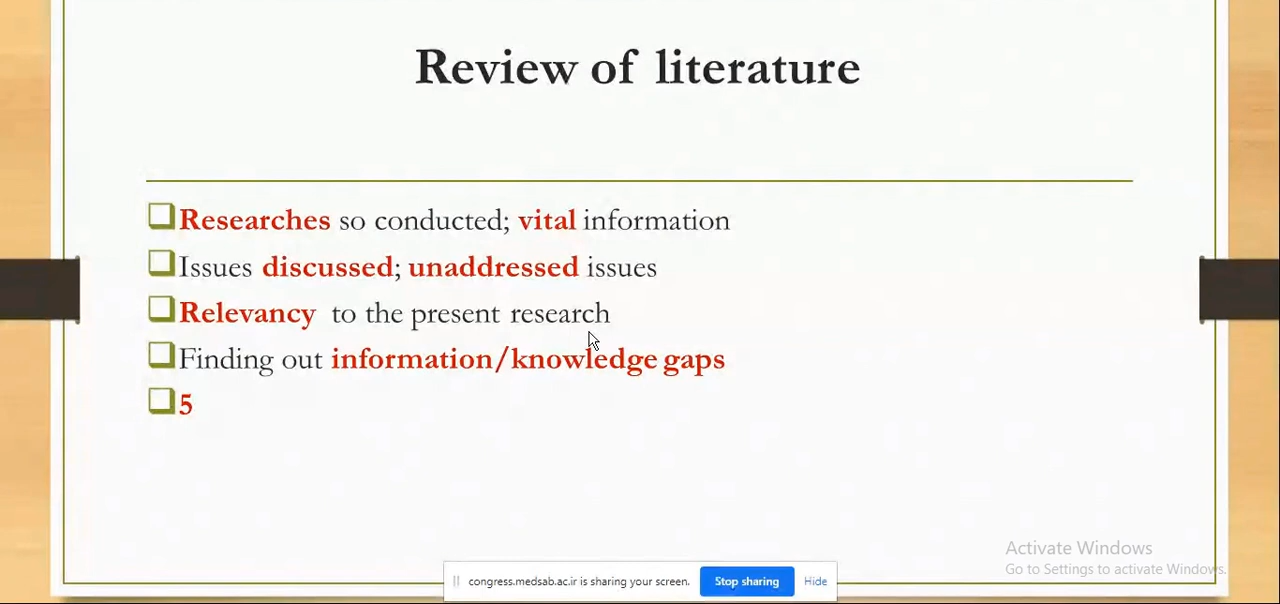 Review of literature
Researches so conducted; vital information
Issues discussed; unaddressed issues
Relevancy to the present research
Finding out information/knowledge gaps
5
Activate Windows
Go to Settings to activate Windows.
congress.medsab.ac.ir is sharing your screen. Stop sharing Hide